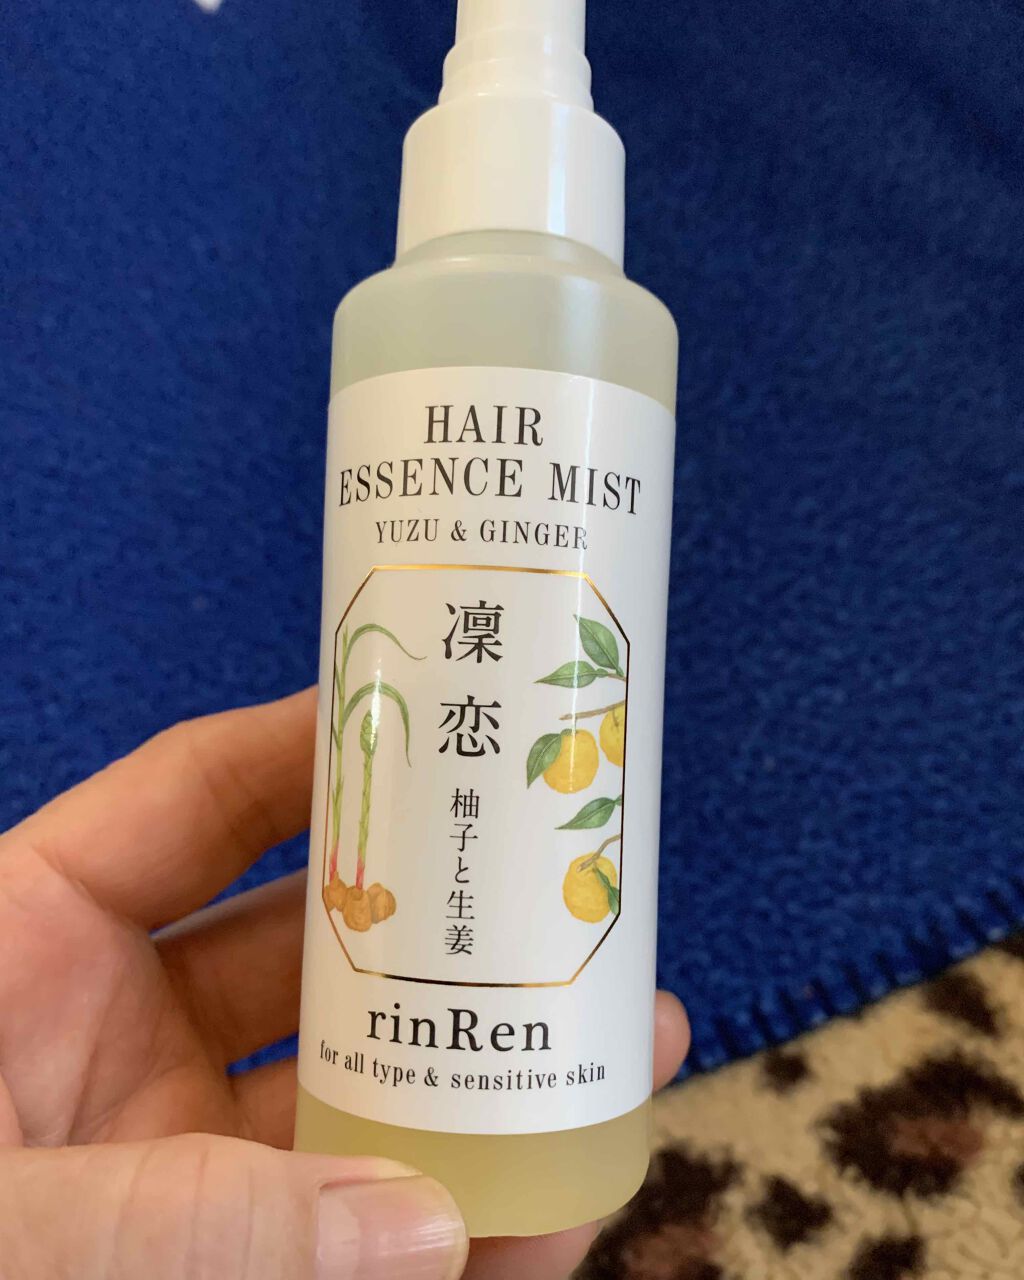 HAIR
ESSENCE MIST
YUZU & GINGER
凛恋
柚子と生姜
rinRen
for all type & sensitive skin